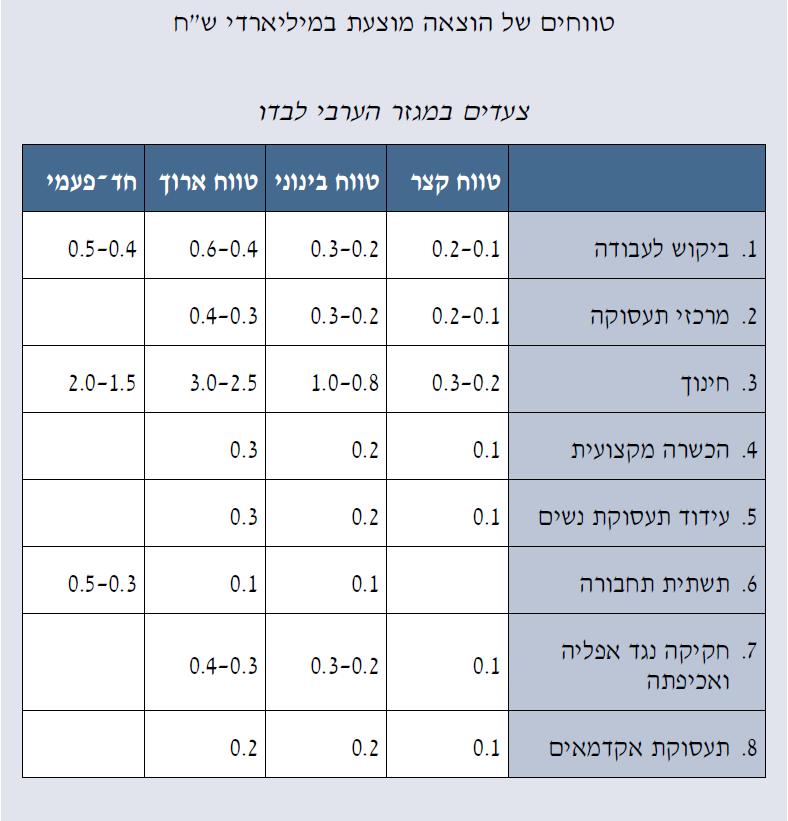 טווחים של הוצאה מוצעת במיליארדי ש"ח
צעדים במגזר הערבי לבדו
טווח קצר טווח בינוני טווח ארוך חד-פעמי
1. ביקוש לעבודה 0.2-0.1 0.3-0.2 0.6-0.4 0.5-0.4
2. מרכזי תעסוקה 0.2-0.1 0.3-0.2 0.4-0.3
3. חינוך 0.3-0.2 1.0-0.8 3.0-2.5 2.0-1.5
4. הכשרה מקצועית 0.1 0.2 0.3
5. עידוד תעסוקת נשים 0.1 0.2 0.3
6. תשתית תחבורה 0.1 0.1 0.5-0.3
7. חקיקה נגד אפליה
ואכיפתה 0.1 0.3-0.2 0.4-0.3
8. תעסוקת אקדמאים 0.1 0.2 0.2